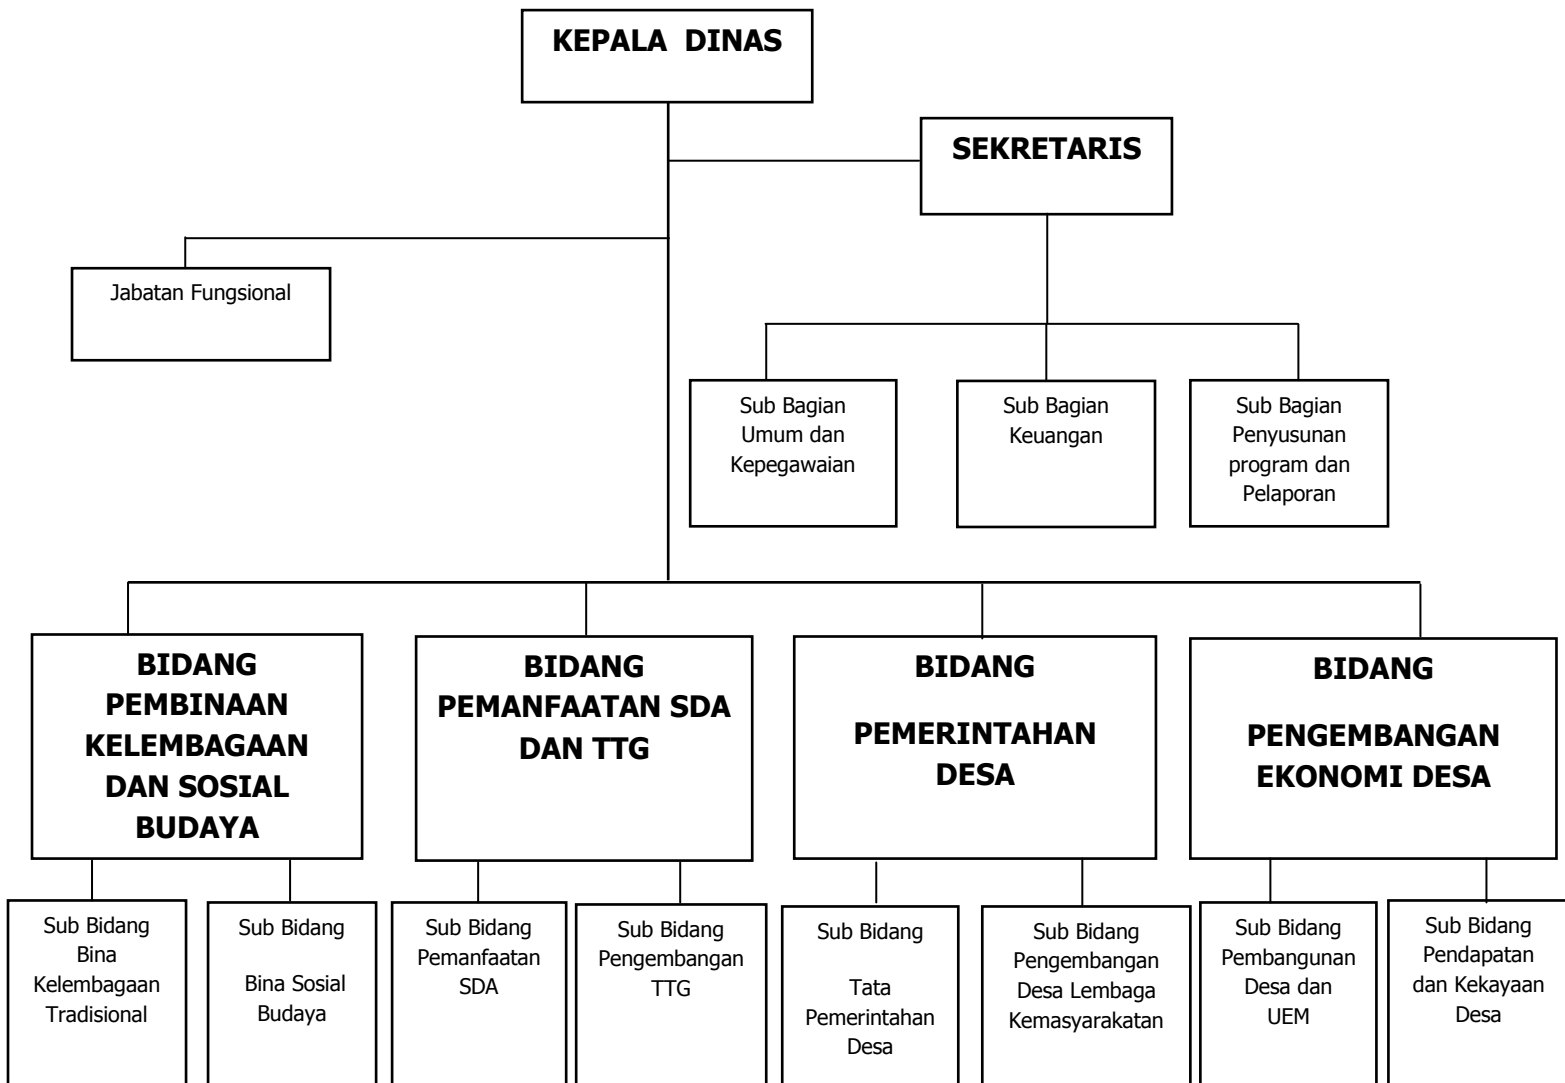 KEPALA DINAS
SEKRETARIS
Jabatan Fungsional
Sub Bagian
Umum dan
Kepegawaian
Sub Bagian
Keuangan
Sub Bagian
Penyusunan
program dan
Pelaporan
BIDANG
PEMBINAAN
KELEMBAGAAN
DAN SOSIAL
BUDAYA
BIDANG
PEMANFAATAN SDA
DAN TTG
BIDANG
PEMERINTAHAN
DESA
BIDANG
PENGEMBANGAN
EKONOMI DESA
Sub Bidang
Bina
Kelembagaan
Tradisional
Sub Bidang
Bina Sosial
Budaya
Sub Bidang
Pemanfaatan
SDA
Sub Bidang
Pengembangan
TTG
Sub Bidang
Tata
Pemerintahan
Desa
Sub Bidang
Pengembangan
Desa Lembaga
Kemasyarakatan
Sub Bidang
Pembangunan
Desa dan
UEM
Sub Bidang
Pendapatan
dan Kekayaan
Desa